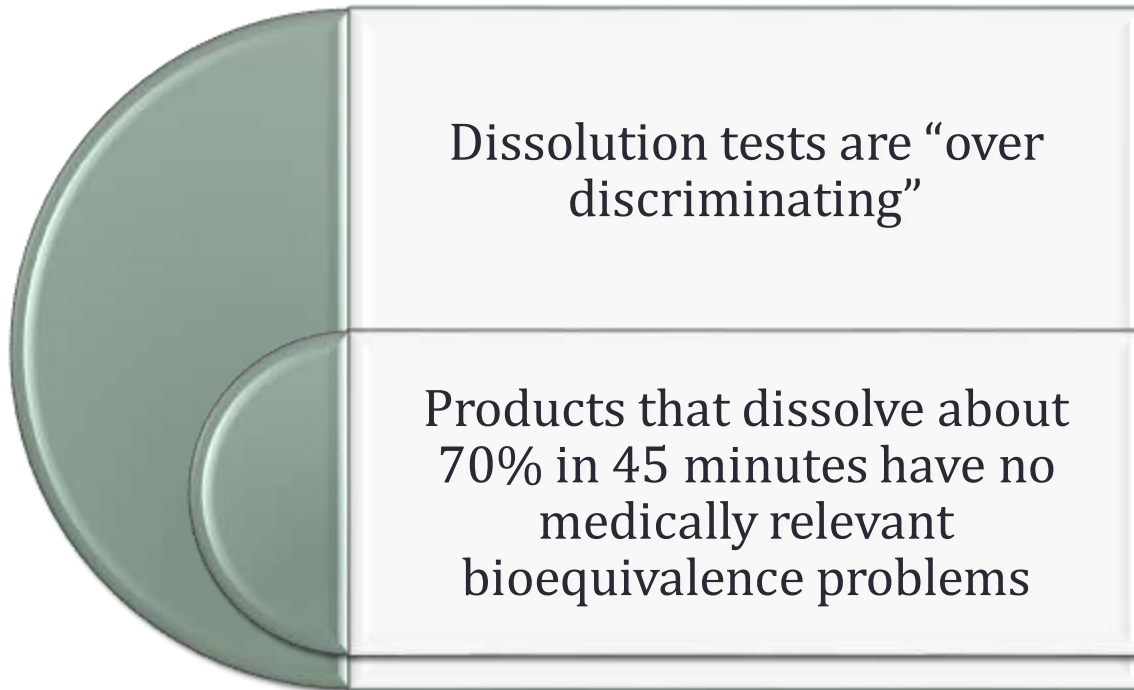 Dissolution tests are “over
discriminating”
Products that dissolve about
70% in 45 minutes have no
medically relevant
bioequivalence problems